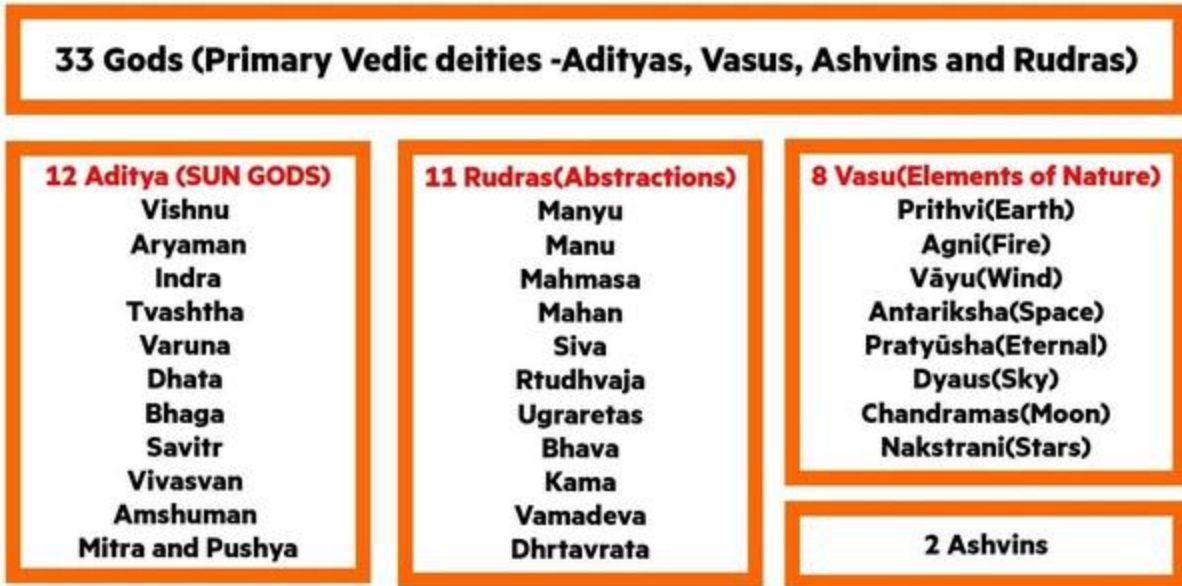 33 Gods (Primary Vedic deities -Adityas, Vasus, Ashvins and Rudras)
12 Aditya (SUN GODS)
Vishnu
Aryaman
Indra
Tvashtha
Varuna
Dhata
Bhaga
Savitr
Vivasvan
Amshuman
Mitra and Pushya
11 Rudras(Abstractions)
Manyu
Manu
Mahmasa
Mahan
Siva
Rtudhvaja
Ugraretas
Bhava
Kama
Vamadeva
Dhrtavrata
8 Vasu(Elements of Nature)
Prithvi(Earth)
Agni(Fire)
Vāyu(Wind)
Antariksha(Space)
Pratyūsha(Eternal)
Dyaus(Sky)
Chandramas(Moon)
Nakstrani(Stars)
2 Ashvins